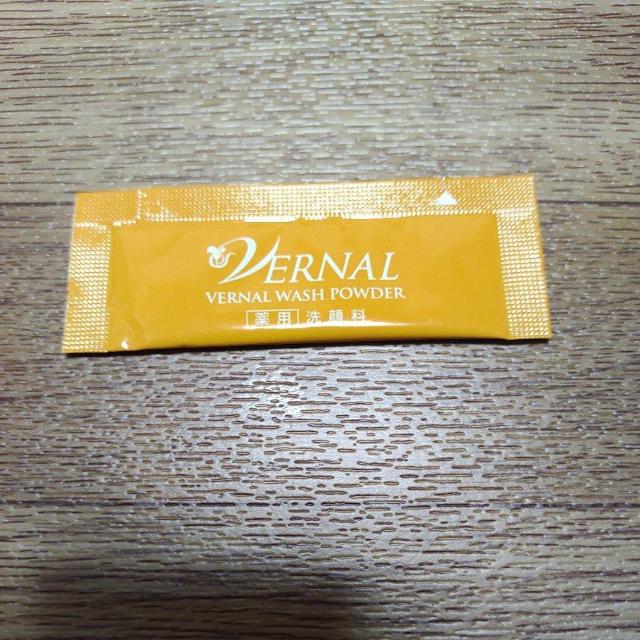 VERNAL
VERNAL WASH POWDER
薬用 洗顔料